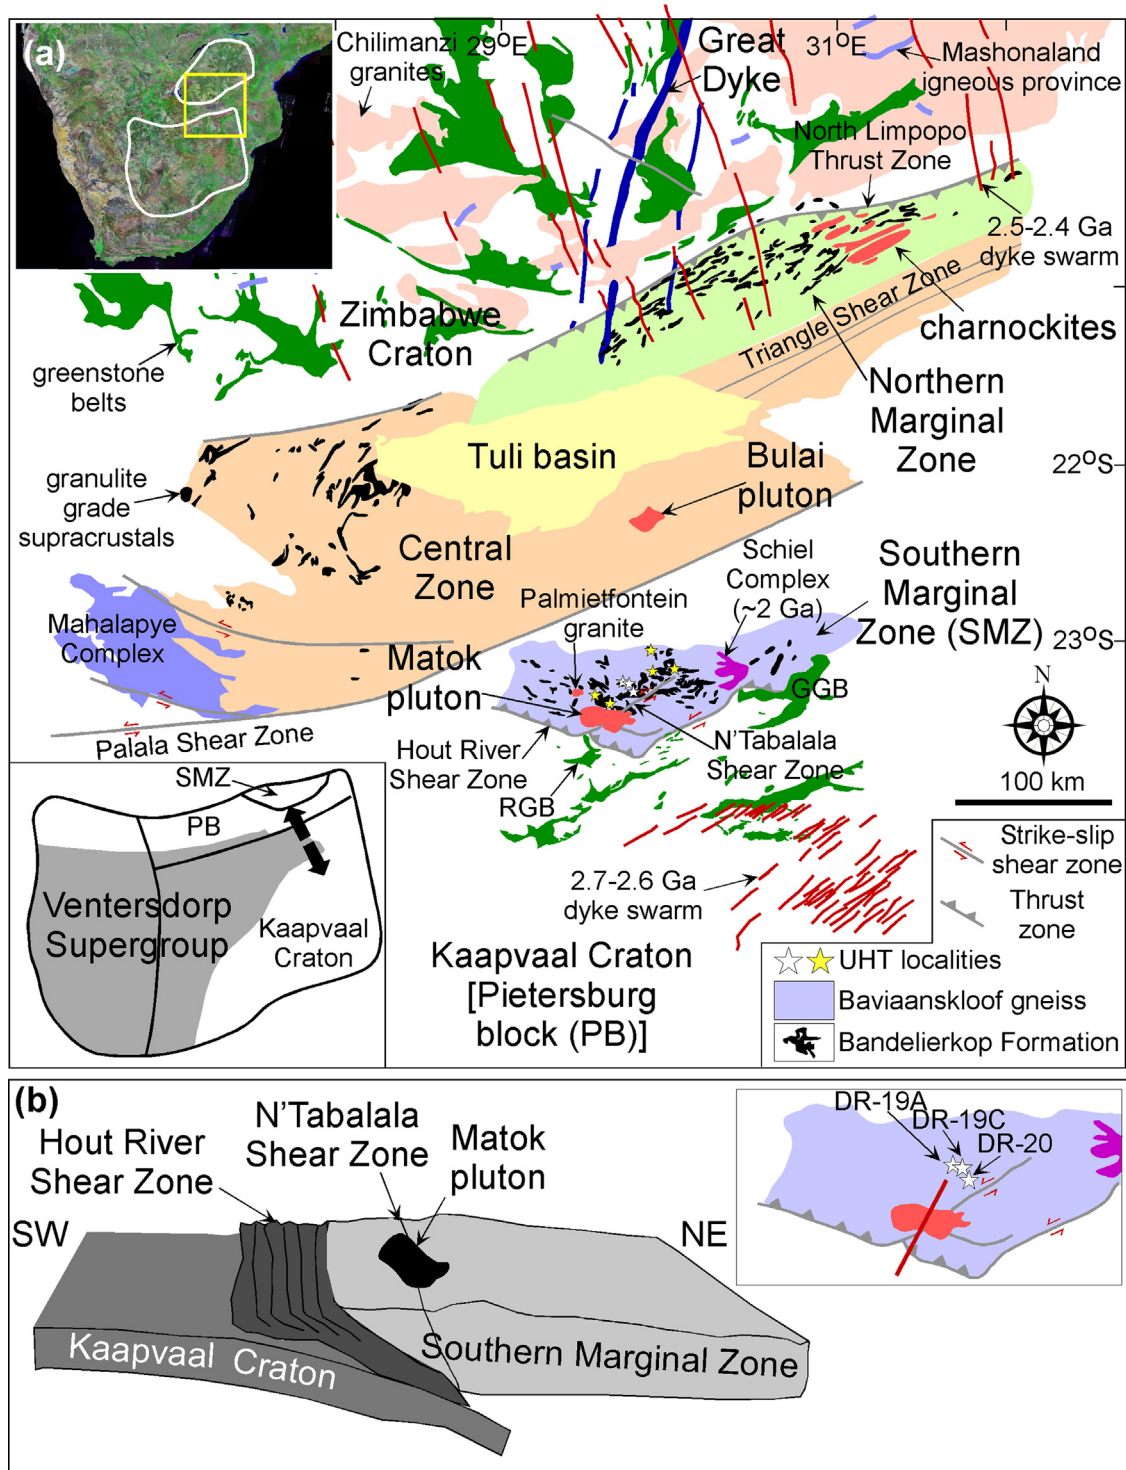 (a)
Chilimanzi
granites
29°E
Great
Dyke
31°E
Mashonaland
igneous province
North Limpopo
Thrust Zone
2.5-2.4 Ga
dyke swarm
Zimbabwe
Craton
greenstone
belts
Triangle Shear Zone
charnockites
Northern
Marginal
Zone
Tuli basin
Bulai
pluton
22°S
granulite
grade
supracrustals
Central
Zone
Schiel
Complex
(~2 Ga)
Southern
Marginal
Zone (SMZ)
23°S
Palmietfontein
granite
Mahalapye
Complex
Matok
pluton
GGB
N
Palala Shear Zone
Hout River
Shear Zone
N'Tabalala
Shear Zone
RGB
100 km
SMZ
PB
Ventersdorp
Supergroup
Kaapvaal
Craton
2.7-2.6 Ga
dyke swarm
Kaapvaal Craton
[Pietersburg
block (PB)]
Strike-slip
shear zone
Thrust
zone
UHT localities
Baviaanskloof gneiss
Bandelierkop Formation
(b)
Hout River
Shear Zone
N'Tabalala
Shear Zone
Matok
pluton
SW
NE
Kaapvaal Craton
Southern Marginal Zone
DR-19A
DR-19C
DR-20